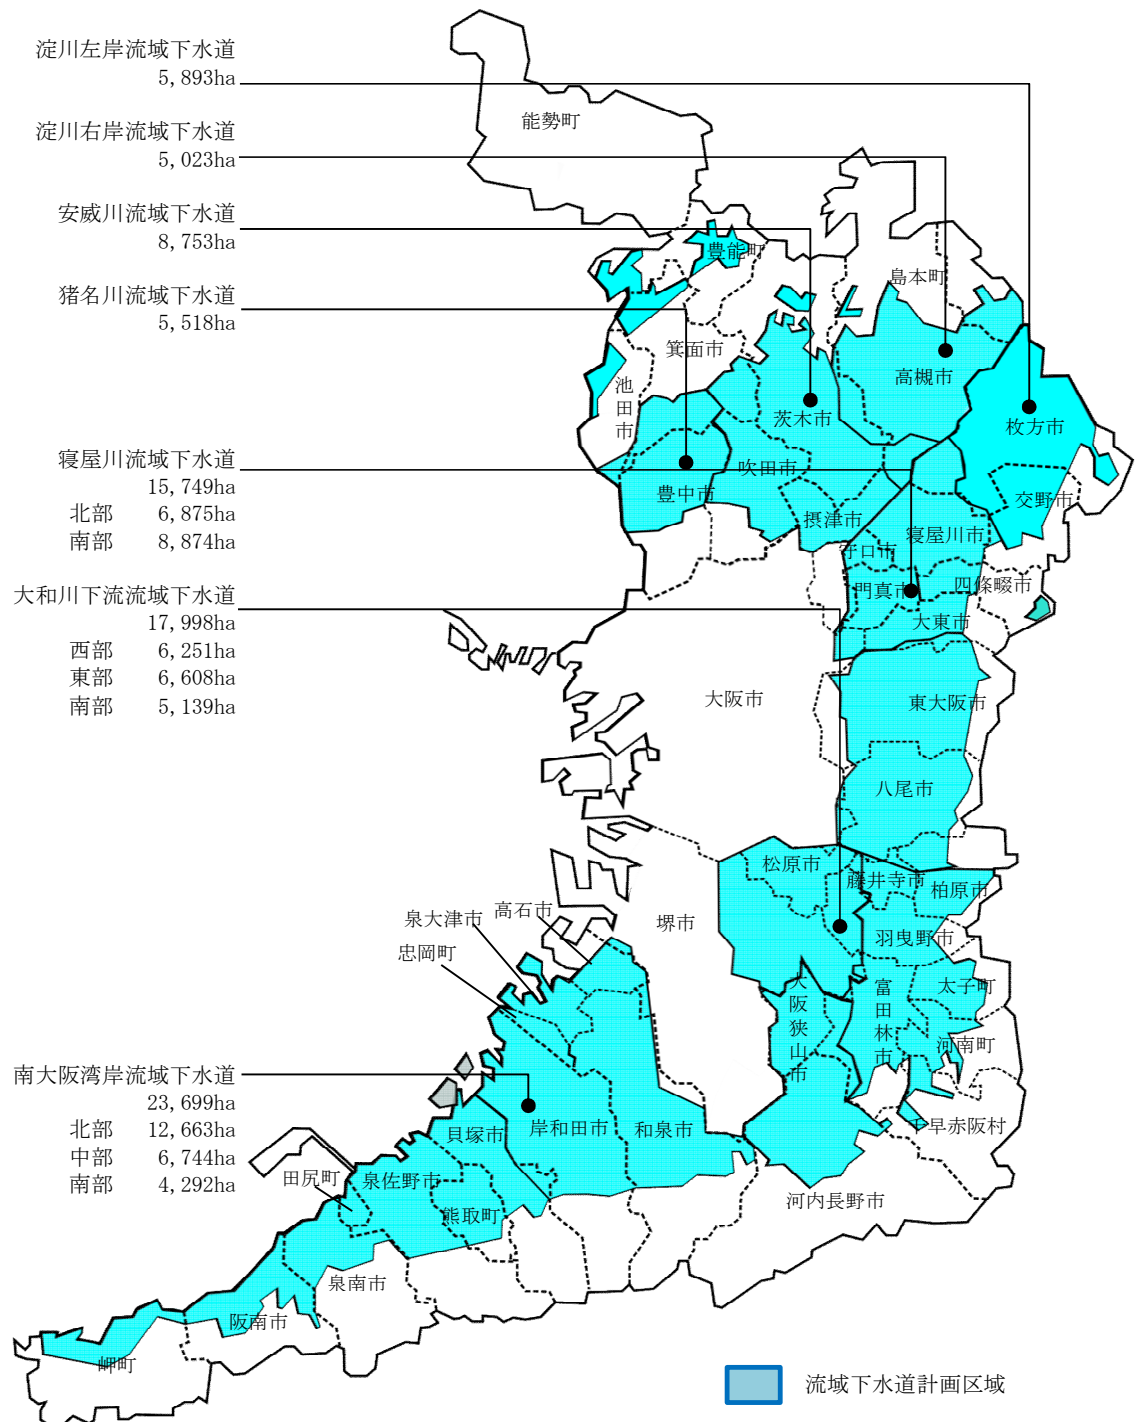 淀川左岸流域下水道
5,893ha
淀川右岸流域下水道
5,023ha
安威川流域下水道
8,753ha
猪名川流域下水道
5,518ha
寝屋川流域下水道
15,749ha
北部 6,875ha
南部 8,874ha
大和川下流流域下水道
17,998ha
西部 6,251ha
東部 6,608ha
南部 5,139ha
南大阪湾岸流域下水道
23,699ha
北部 12,663ha
中部 6,744ha
南部 4,292ha
能勢町
豊能町
島本町
箕面市
池田市
高槻市
茨木市
枚方市
吹田市
豊中市
交野市
摂津市
寝屋川市
守口市
門真市
四條畷市
大東市
大阪市
東大阪市
八尾市
松原市
藤井寺市
柏原市
高石市
泉大津市
忠岡町
堺市
羽曳野市
大阪狭山市
富田林市
太子町
河南町
千早赤阪村
貝塚市
岸和田市
和泉市
田尻町
泉佐野市
熊取町
河内長野市
泉南市
阪南市
岬町
流域下水道計画区域